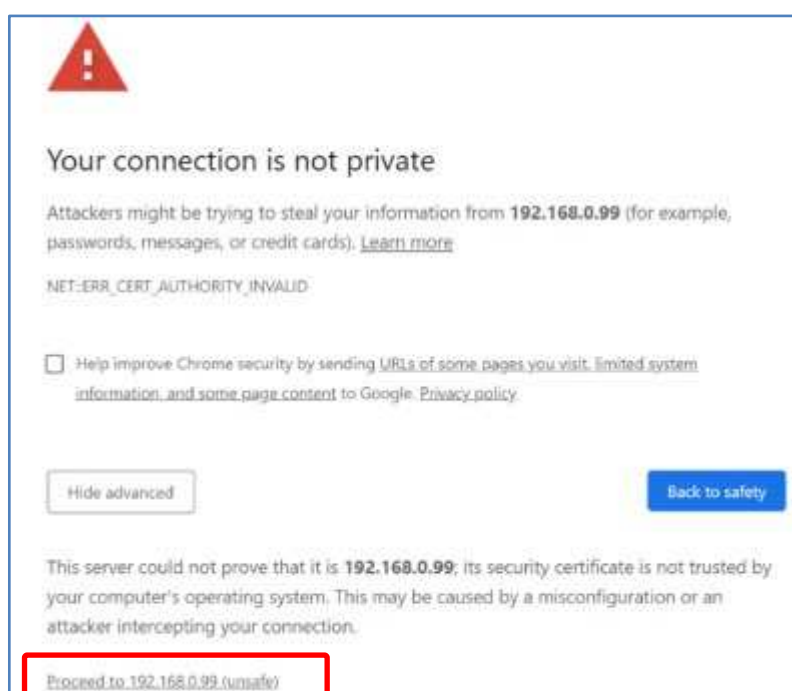 Your connection is not private
Attackers might be trying to steal your information from 192.168.0.99 (for example,
passwords, messages, or credit cards). Learn more
NET::ERR_CERT_AUTHORITY_INVALID
Help improve Chrome security by sending URLs of some pages you visit, limited system
information, and some page content to Google. Privacy policy
Hide advanced
Back to safety
This server could not prove that it is 192.168.0.99; its security certificate is not trusted by
your computer's operating system. This may be caused by a misconfiguration or an
attacker intercepting your connection.
Proceed to 192.168.0.99 (unsafe)